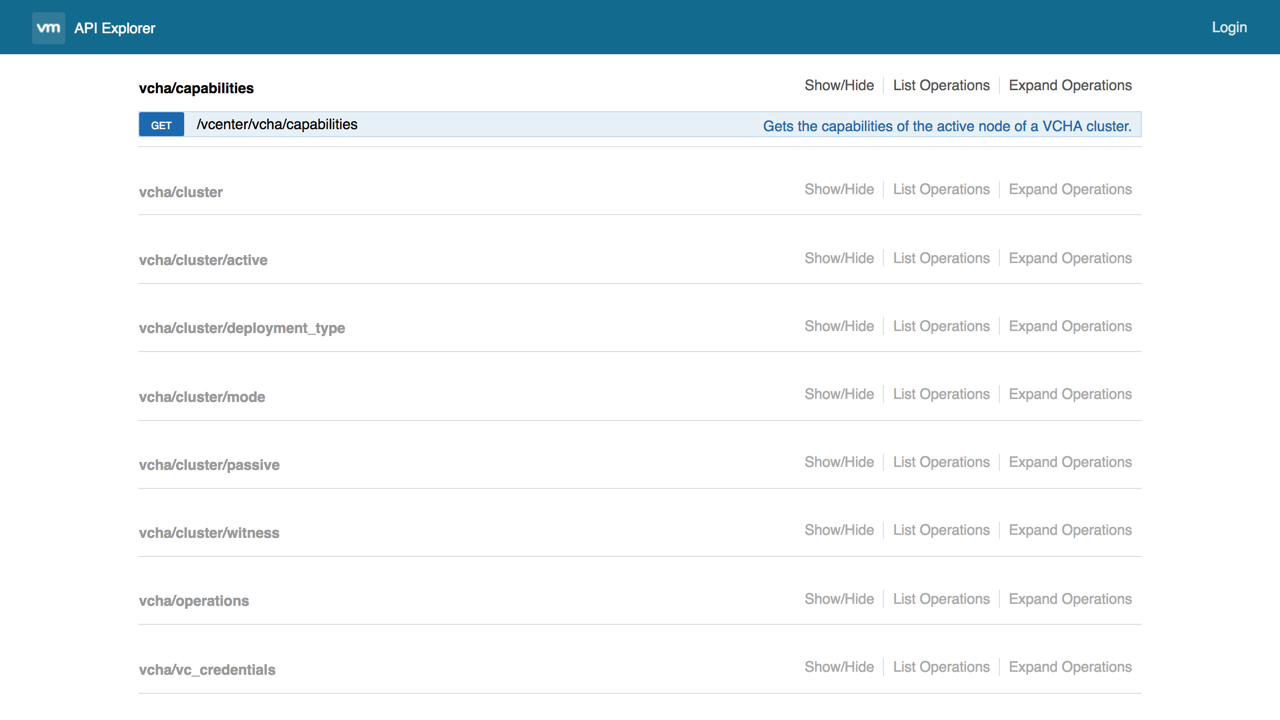 vm API Explorer Login
vcha/capabilities Show/Hide List Operations Expand Operations
GET /vcenter/vcha/capabilities Gets the capabilities of the active node of a VCHA cluster.
vcha/cluster Show/Hide List Operations Expand Operations
vcha/cluster/active Show/Hide List Operations Expand Operations
vcha/cluster/deployment_type Show/Hide List Operations Expand Operations
vcha/cluster/mode Show/Hide List Operations Expand Operations
vcha/cluster/passive Show/Hide List Operations Expand Operations
vcha/cluster/witness Show/Hide List Operations Expand Operations
vcha/operations Show/Hide List Operations Expand Operations
vcha/vc_credentials Show/Hide List Operations Expand Operations